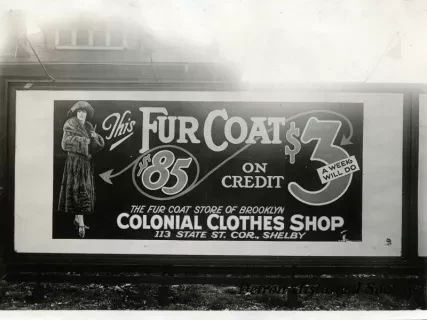 This FUR COAT
$85
ON CREDIT
$3 A WEEK WILL DO
THE FUR COAT STORE OF BROOKLYN
COLONIAL CLOTHES SHOP
113 STATE ST. COR., SHELBY